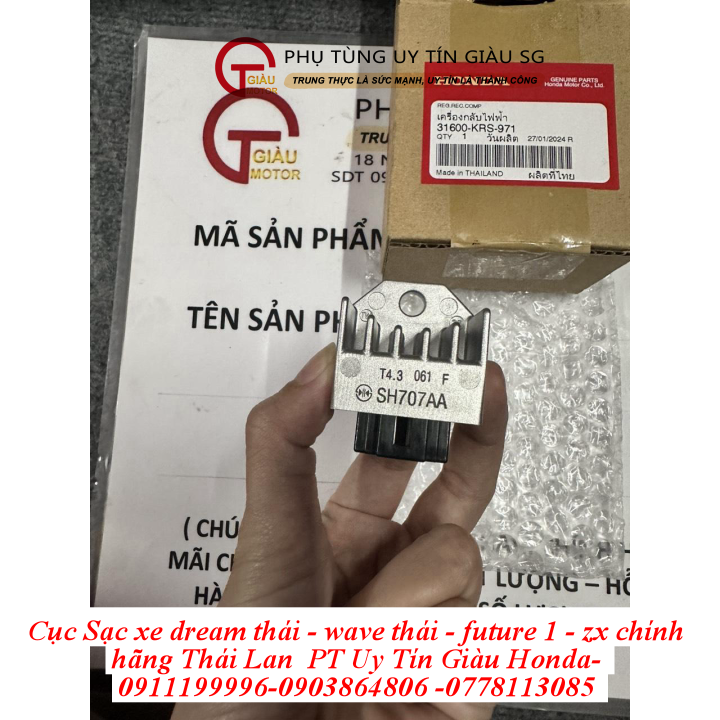 PHỤ TÙNG UY TÍN GIÀU SG
TRUNG THỰC LÀ SỨC MẠNH, UY TÍN LÀ THÀNH CÔNG
GIÀU
MOTOR
GENUINE PARTS
Honda Motor Co., Ltd.
REG.REC.COMP
เครื่องกลับไฟฟ้า
31600-KRS-971
QTY 1 วันผลิต 27/01/2024 R
Made in THAILAND ผลิตที่ไทย
PH
TRUN
GIÀU
MOTOR
18 N
SDT 09
MÃ SẢN PHẨM
TÊN SẢN PH
T4.3 061 F
SH707AA
( CHÚ
MÃI CH
HÀ
LƯỢNG – HỖ
SỐ LƯỢ
Cục Sạc xe dream thái - wave thái - future 1 - zx chính
hãng Thái Lan PT Uy Tín Giàu Honda-
0911199996-0903864806 -0778113085